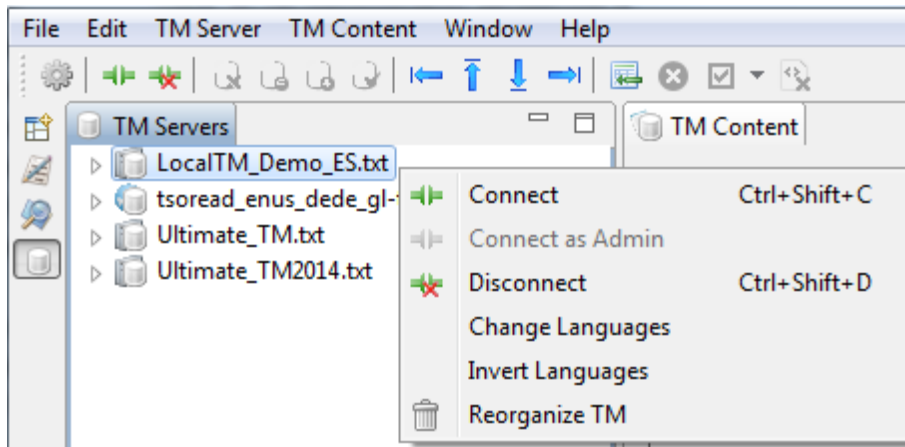 File Edit TM Server TM Content Window Help
TM Servers
TM Content
LocalTM_Demo_ES.txt
tsoread_enus_dede_gl-
Ultimate_TM.txt
Ultimate_TM2014.txt
Connect Ctrl+Shift+C
Connect as Admin
Disconnect Ctrl+Shift+D
Change Languages
Invert Languages
Reorganize TM